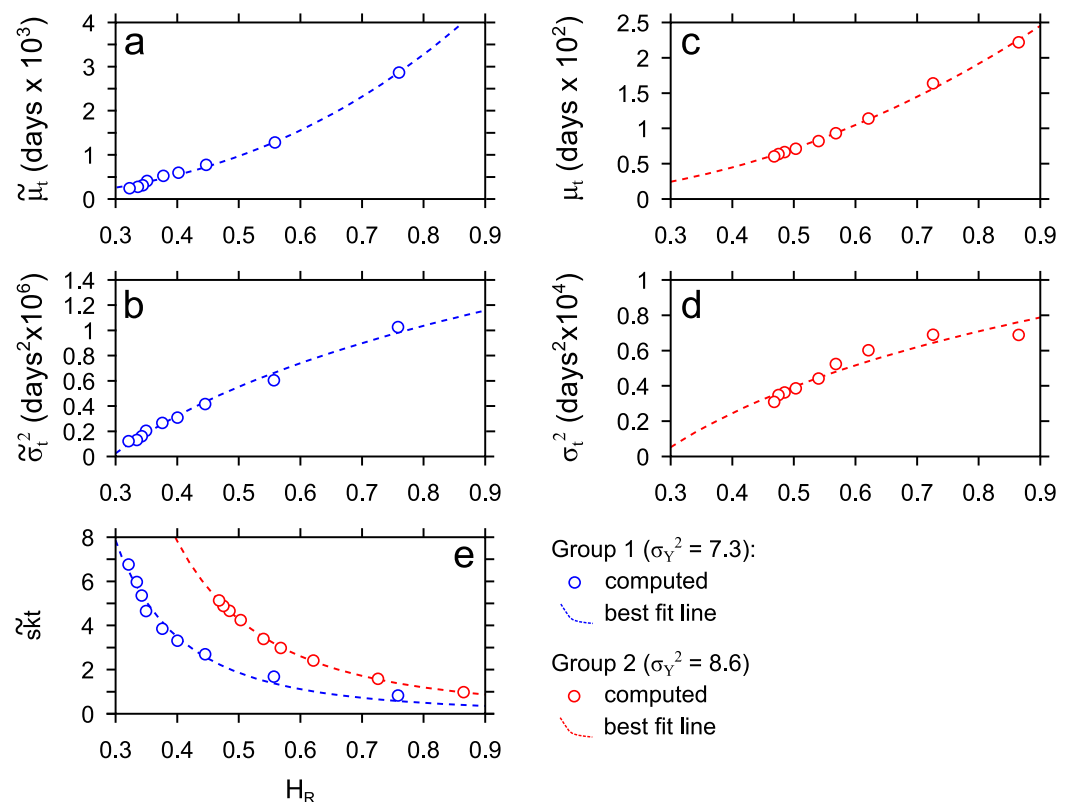 a
μ̃t (days x 10³)
4
3
2
1
0
0.3 0.4 0.5 0.6 0.7 0.8 0.9
c
μt (days x 10²)
2.5
2
1.5
1
0.5
0
0.3 0.4 0.5 0.6 0.7 0.8 0.9
b
σ̃t² (days²x10⁶)
1.4
1.2
1
0.8
0.6
0.4
0.2
0
0.3 0.4 0.5 0.6 0.7 0.8 0.9
d
σt² (days²x10⁴)
1
0.8
0.6
0.4
0.2
0
0.3 0.4 0.5 0.6 0.7 0.8 0.9
e
s̃kt
8
6
4
2
0
0.3 0.4 0.5 0.6 0.7 0.8 0.9
HR
Group 1 (σY² = 7.3):
computed
best fit line
Group 2 (σY² = 8.6)
computed
best fit line